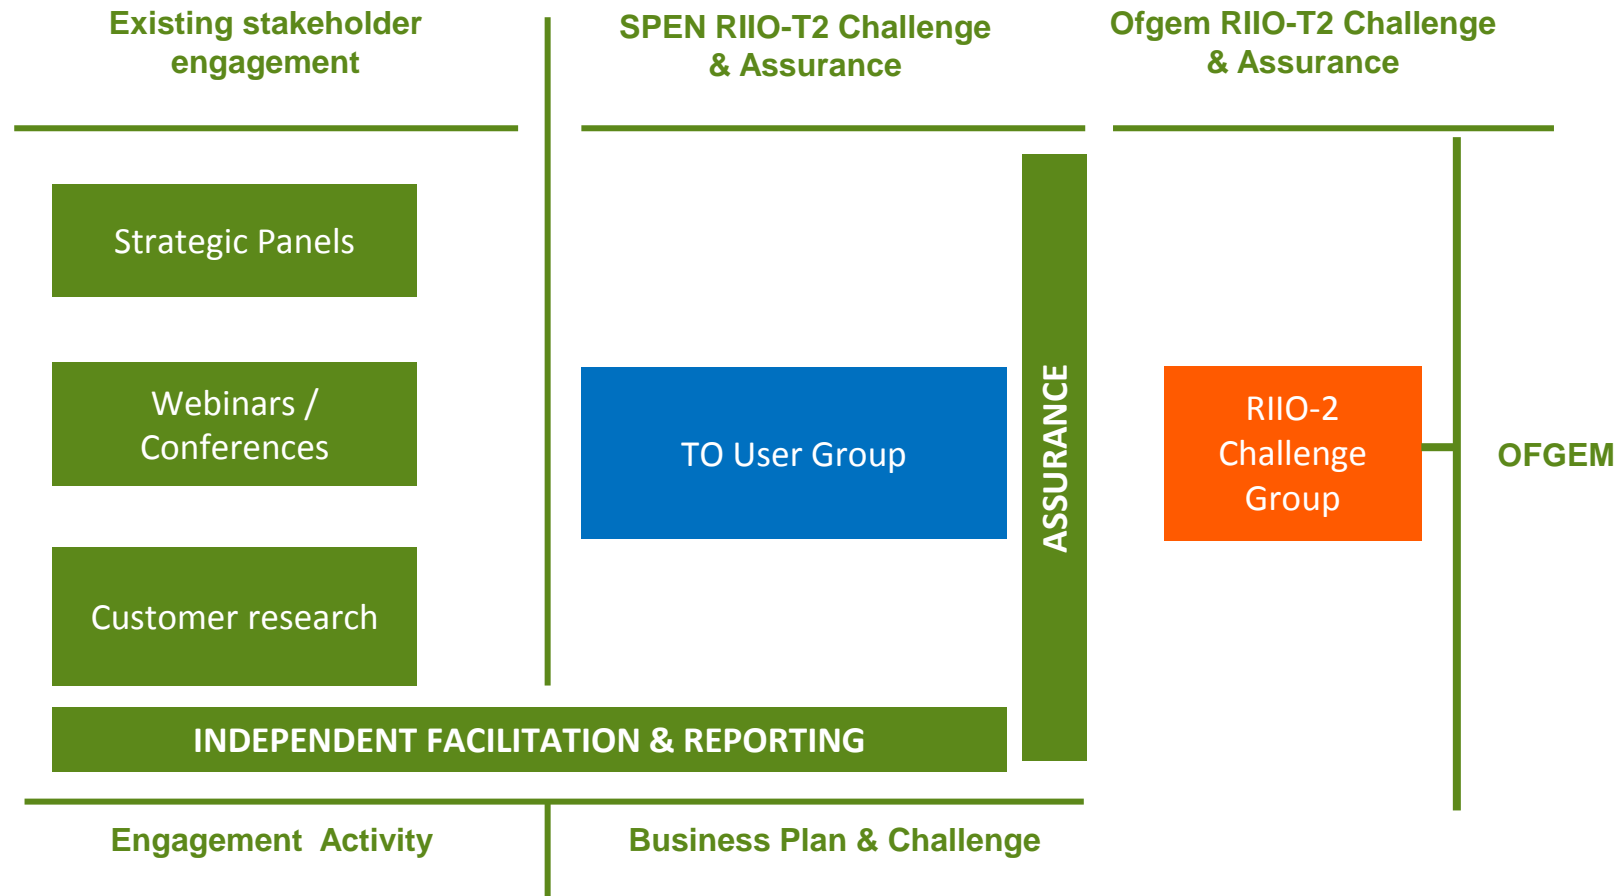 Existing stakeholder
engagement
SPEN RIIO-T2 Challenge
& Assurance
Ofgem RIIO-T2 Challenge
& Assurance
Strategic Panels
Webinars /
Conferences
Customer research
TO User Group
ASSURANCE
RIIO-2
Challenge
Group
OFGEM
INDEPENDENT FACILITATION & REPORTING
Engagement Activity
Business Plan & Challenge